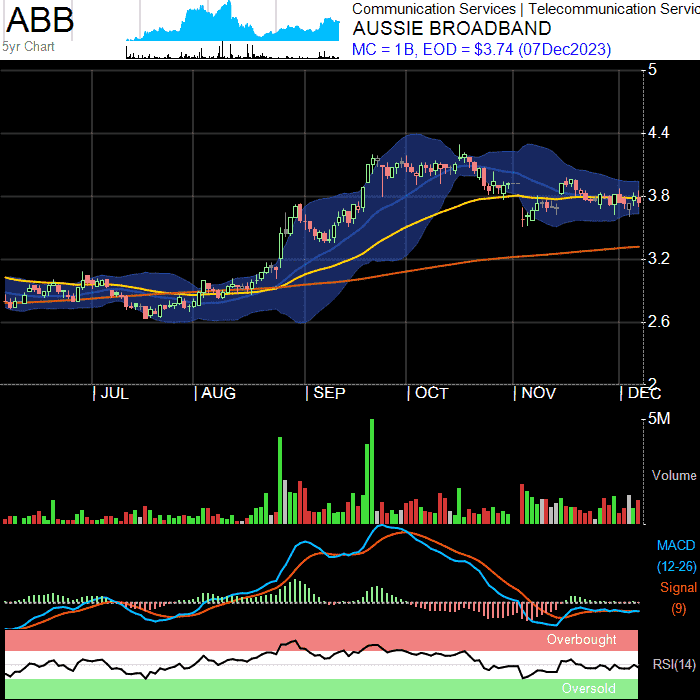 ABB
5yr Chart
Communication Services | Telecommunication Servic
AUSSIE BROADBAND
MC = 1B, EOD = $3.74 (07Dec2023)
5
4.4
3.8
3.2
2.6
2
| JUL | AUG | SEP | OCT | NOV | DEC
5M
Volume
MACD
(12-26)
Signal
(9)
Overbought
RSI(14)
Oversold